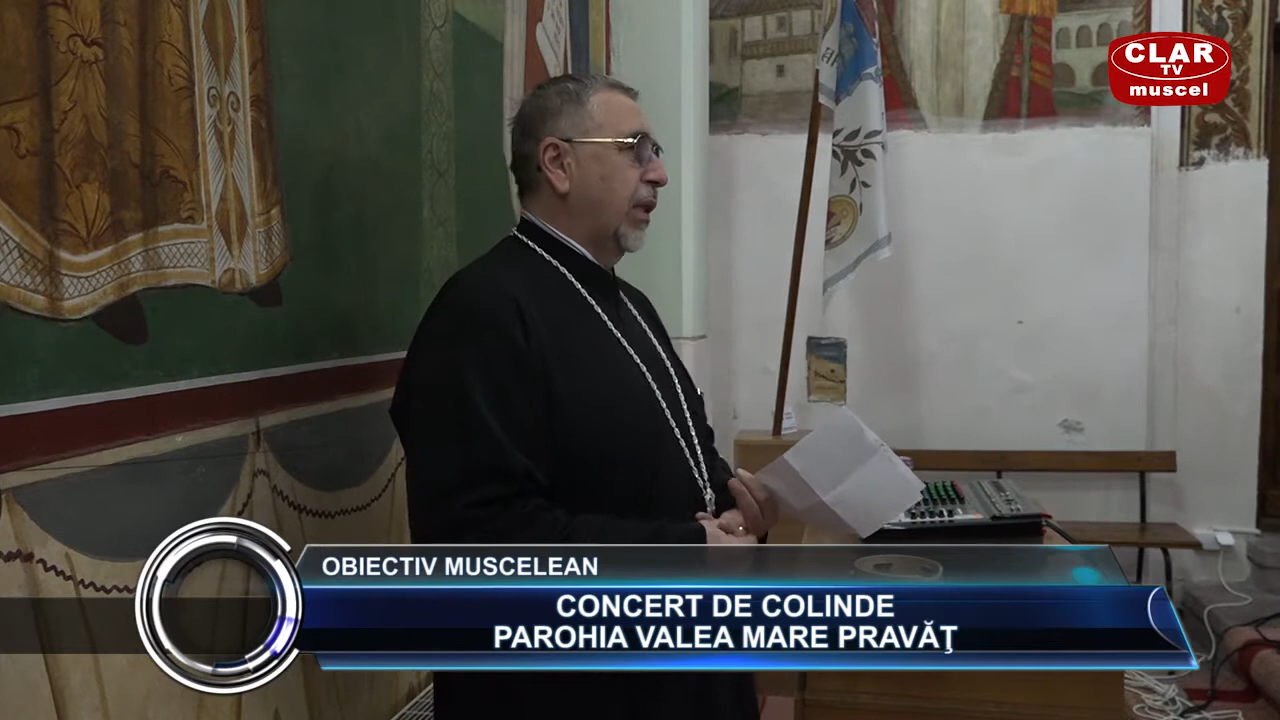 CLAR
TV
muscel
OBIECTIV MUSCELEAN
CONCERT DE COLINDE
PAROHIA VALEA MARE PRAVĂŢ